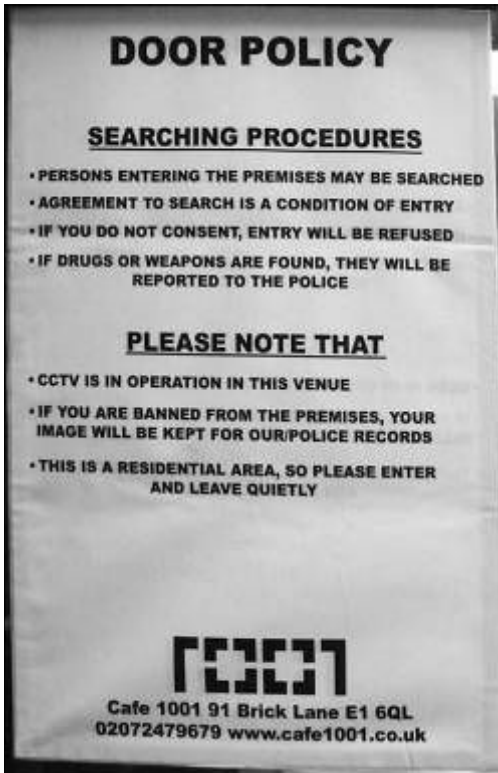 DOOR POLICY
SEARCHING PROCEDURES
• PERSONS ENTERING THE PREMISES MAY BE SEARCHED
• AGREEMENT TO SEARCH IS A CONDITION OF ENTRY
• IF YOU DO NOT CONSENT, ENTRY WILL BE REFUSED
• IF DRUGS OR WEAPONS ARE FOUND, THEY WILL BE
REPORTED TO THE POLICE
PLEASE NOTE THAT
• CCTV IS IN OPERATION IN THIS VENUE
• IF YOU ARE BANNED FROM THE PREMISES, YOUR
IMAGE WILL BE KEPT FOR OUR/POLICE RECORDS
• THIS IS A RESIDENTIAL AREA, SO PLEASE ENTER
AND LEAVE QUIETLY
1001
Cafe 1001 91 Brick Lane E1 6QL
02072479679 www.cafe1001.co.uk